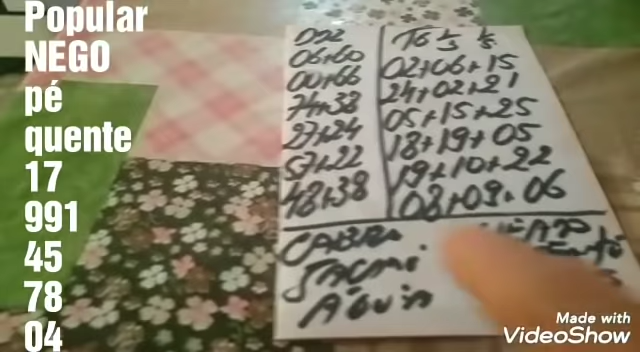 Popular
NEGO
pé
quente
17
991
45
78
04
06+60
00+66
74+38
27+24
57+22
48+38
02+06+15
24+02+21
05+15+25
18+19+05
19+10+22
08+09+06
CABRA
Made with
VideoShow